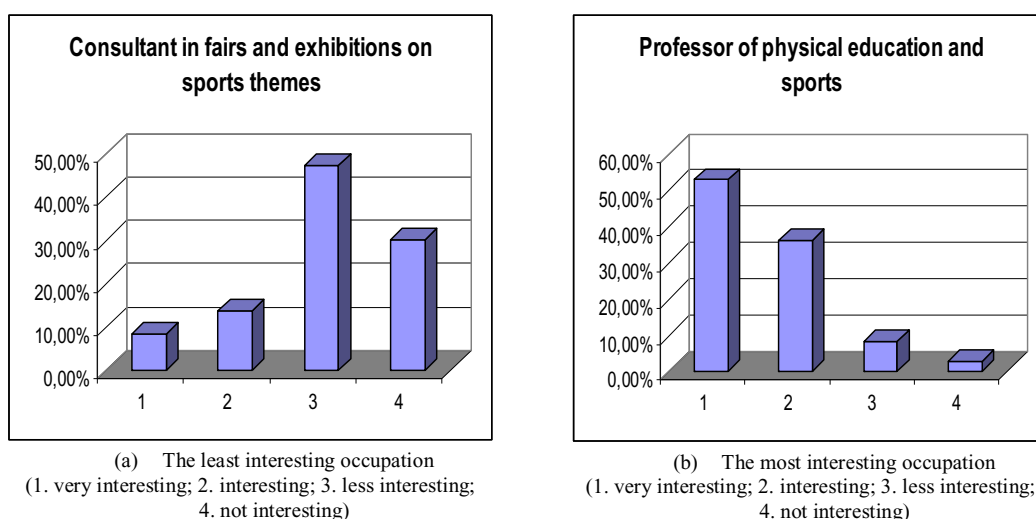 Consultant in fairs and exhibitions on
sports themes
50,00%
40,00%
30,00%
20,00%
10,00%
0,00%
1 2 3 4
(a) The least interesting occupation
(1. very interesting; 2. interesting; 3. less interesting;
4. not interesting)
Professor of physical education and
sports
60,00%
50,00%
40,00%
30,00%
20,00%
10,00%
0,00%
1 2 3 4
(b) The most interesting occupation
(1. very interesting; 2. interesting; 3. less interesting;
4. not interesting)